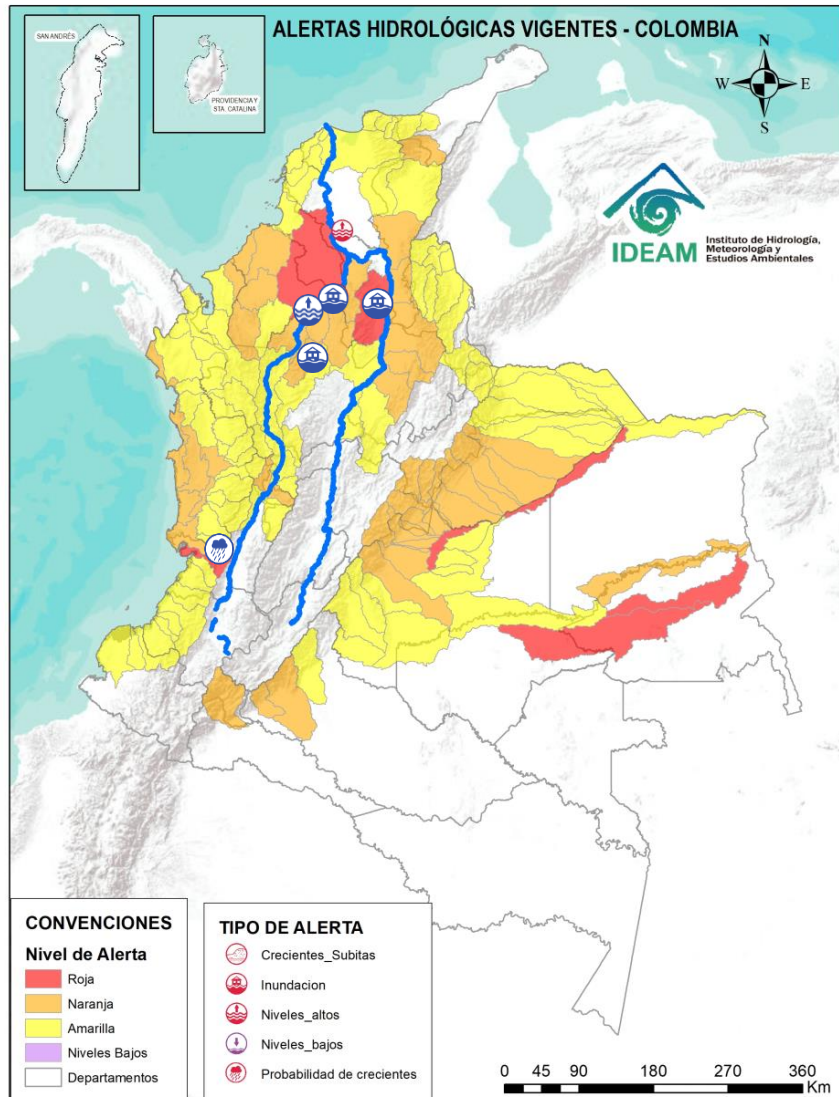 ALERTAS HIDROLÓGICAS VIGENTES - COLOMBIA
SAN ANDRÉS
PROVIDENCIA Y
STA. CATALINA
N
W
E
S
IDEAM
Instituto de Hidrología,
Meteorología y
Estudios Ambientales
CONVENCIONES
Nivel de Alerta
Roja
Naranja
Amarilla
Niveles Bajos
Departamentos
TIPO DE ALERTA
Crecientes_Subitas
Inundacion
Niveles_altos
Niveles_bajos
Probabilidad de crecientes
0 45 90 180 270 360
Km